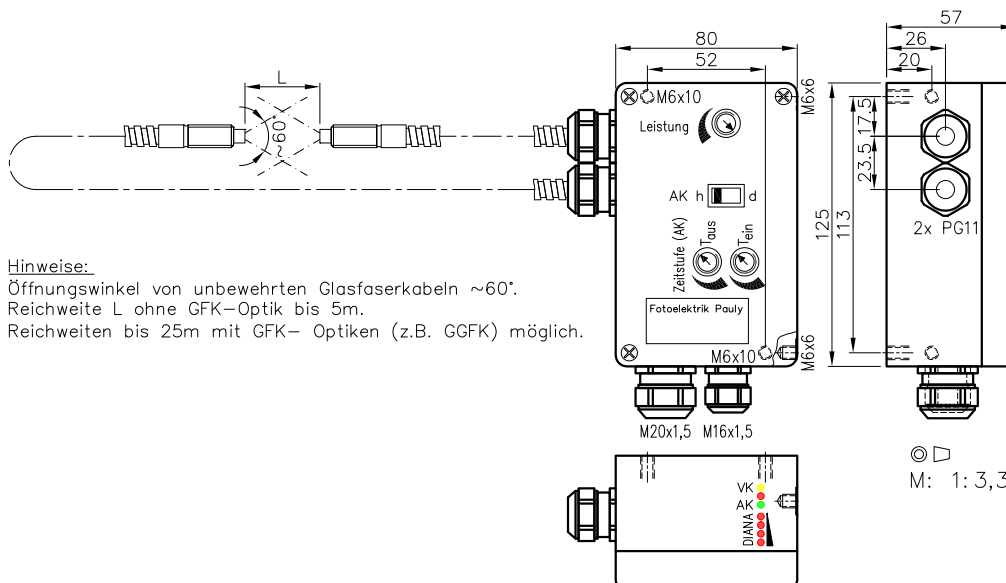 57
80
26
52
20
L
M6x10
M6x6
~60°
Leistung
17.5
23.5
AK h d
125
113
2x PG11
Zeitstufe (AK)
Taus
Tein
Hinweise:
Öffnungswinkel von unbewehrten Glasfaserkabeln ~60°.
Reichweite L ohne GFK-Optik bis 5m.
Reichweiten bis 25m mit GFK- Optiken (z.B. GGFK) möglich.
Fotoelektrik Pauly
M6x10
M6x6
M20x1,5 M16x1,5
M: 1:3,3
VK
AK
DIANA